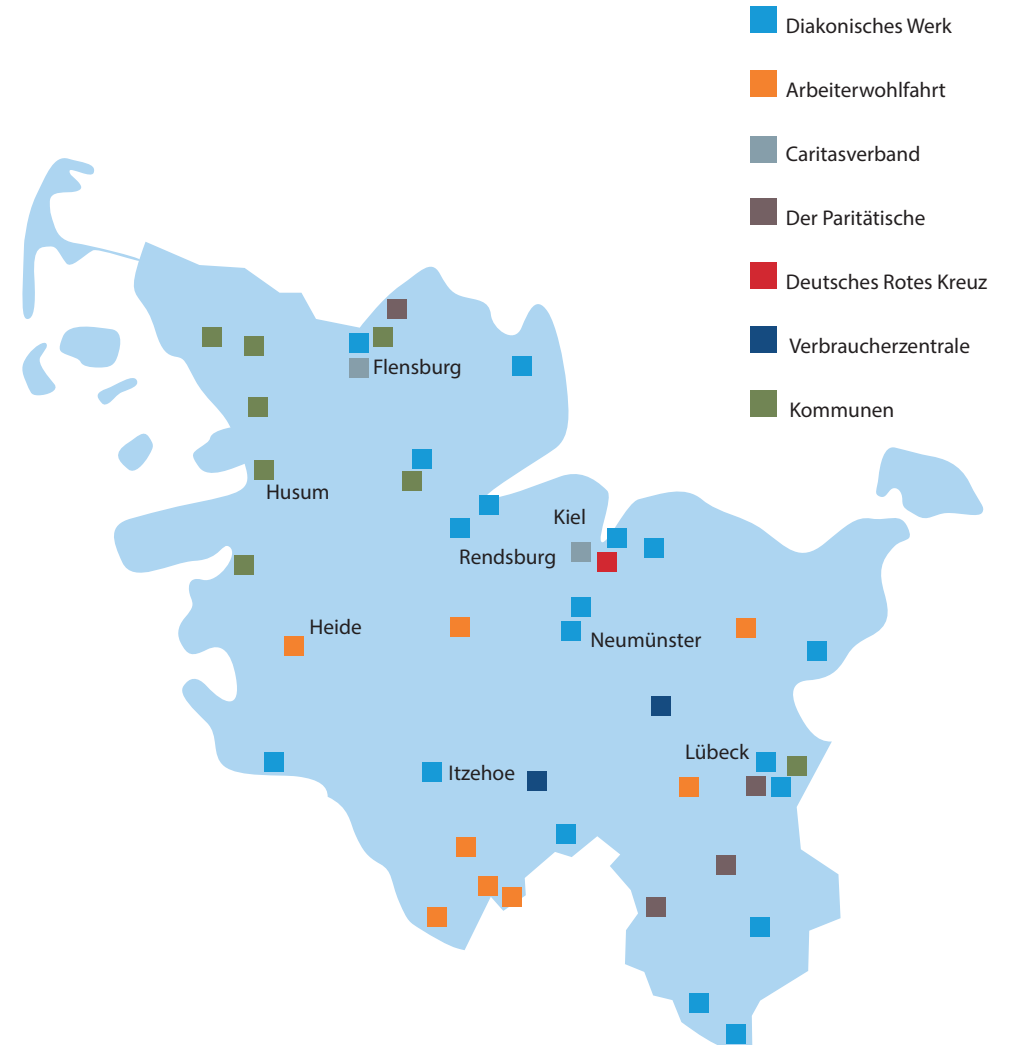 Diakonisches Werk
Arbeiterwohlfahrt
Caritasverband
Der Paritätische
Deutsches Rotes Kreuz
Verbraucherzentrale
Kommunen
Flensburg
Husum
Kiel
Rendsburg
Heide
Neumünster
Lübeck
Itzehoe